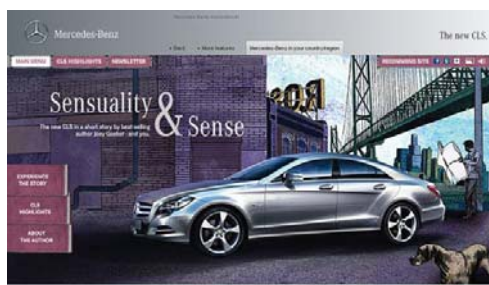 Mercedes-Benz
The new CLS.
Back
More features
Mercedes-Benz in your country/region
MAIN MENU
CLS HIGHLIGHTS
NEWSLETTER
RECOMMEND SITE
Sensuality
& Sense
The new CLS in a short story by best-selling
author Joey Goebel - and you.
EXPERIENCE
THE STORY
CLS
HIGHLIGHTS
ABOUT
THE AUTHOR